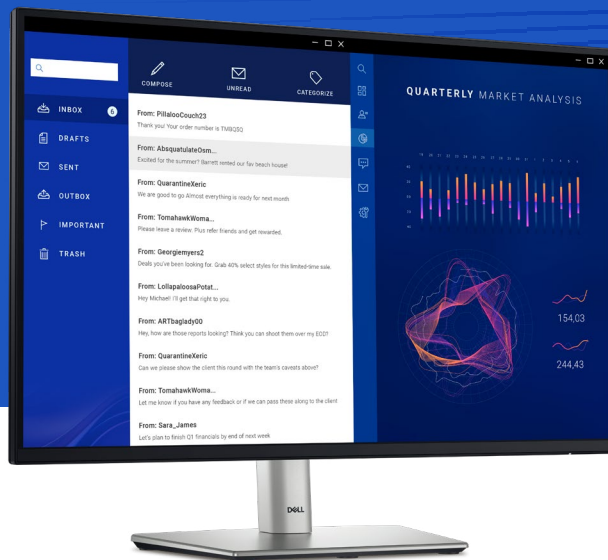 COMPOSE
UNREAD
CATEGORIZE
INBOX 6
DRAFTS
SENT
OUTBOX
IMPORTANT
TRASH
From: PillalooCouch23
Thank you! Your order number is TMBQSQ
From: AbsquatulateOsm...
Excited for the summer? Barrett rented our fav beach house!
From: QuarantineXeric
We are good to go Almost everything is ready for next month.
From: TomahawkWoma...
Please leave a review. Plus refer friends and get rewarded.
From: Georgiemyers2
Deals you've been looking for. Grab 40% select styles for this limited-time sale.
From: LollapaloosaPotat...
Hey Michael! I'll get that right to you.
From: ARTbaglady00
Hey, how are those reports looking? Think you can shoot them over my EOD?
From: QuarantineXeric
Can we please show the client this round with the team's caveats above?
From: TomahawkWoma...
Let me know if you have any feedback or if we can pass these along to the client
From: Sara_James
Let's plan to finish Q1 financials by end of next week
QUARTERLY MARKET ANALYSIS
154,03
244,43
DELL